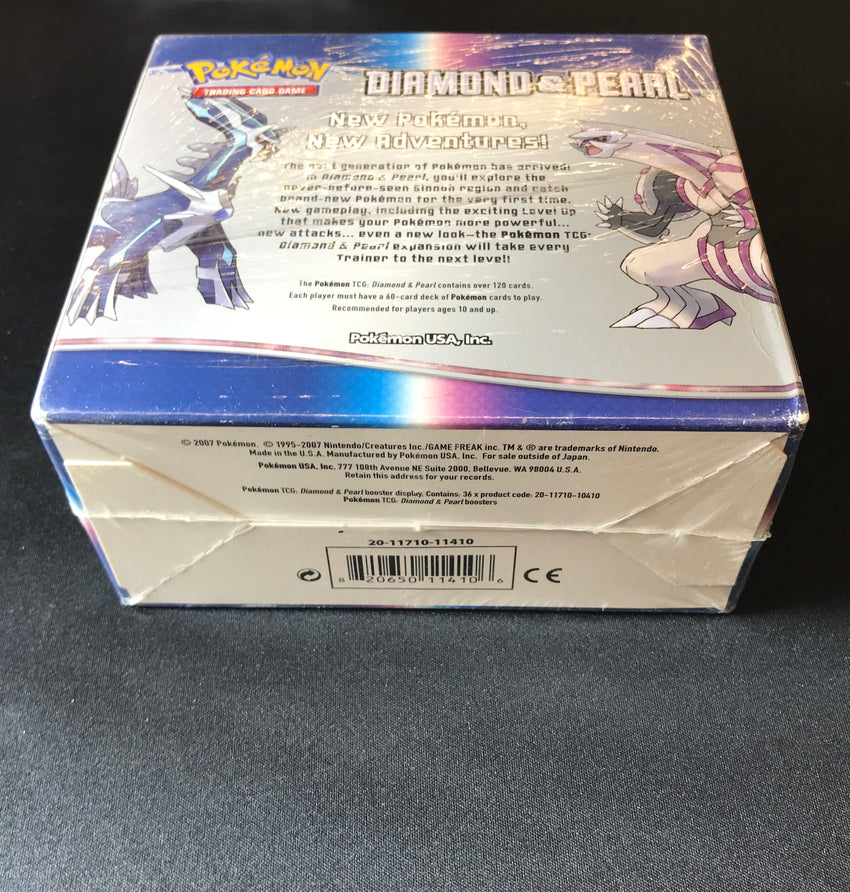 Pokémon
TRADING CARD GAME
DIAMOND & PEARL
New Pokémon,
New Adventures!
The next generation of Pokémon has arrived!
In Diamond & Pearl, you'll explore the
never-before-seen Sinnoh region and catch
brand-new Pokémon for the very first time.
New gameplay, including the exciting Level Up
that makes your Pokémon more powerful...
new attacks... even a new look—the Pokémon TCG:
Diamond & Pearl expansion will take every
Trainer to the next level!
The Pokémon TCG: Diamond & Pearl contains over 120 cards.
Each player must have a 60-card deck of Pokémon cards to play.
Recommended for players ages 10 and up.
Pokémon USA, Inc.
© 2007 Pokémon. © 1995–2007 Nintendo/Creatures Inc./GAME FREAK inc. TM & ® are trademarks of Nintendo.
Made in the U.S.A. Manufactured by Pokémon USA, Inc. For sale outside of Japan.
Pokémon USA, Inc. 777 108th Avenue NE Suite 2000, Bellevue, WA 98004 U.S.A.
Retain this address for your records.
Pokémon TCG: Diamond & Pearl booster display. Contains: 36 x product code: 20-11710-10410
Pokémon TCG: Diamond & Pearl boosters
20-11710-11410
8 20650 11410 6
CE